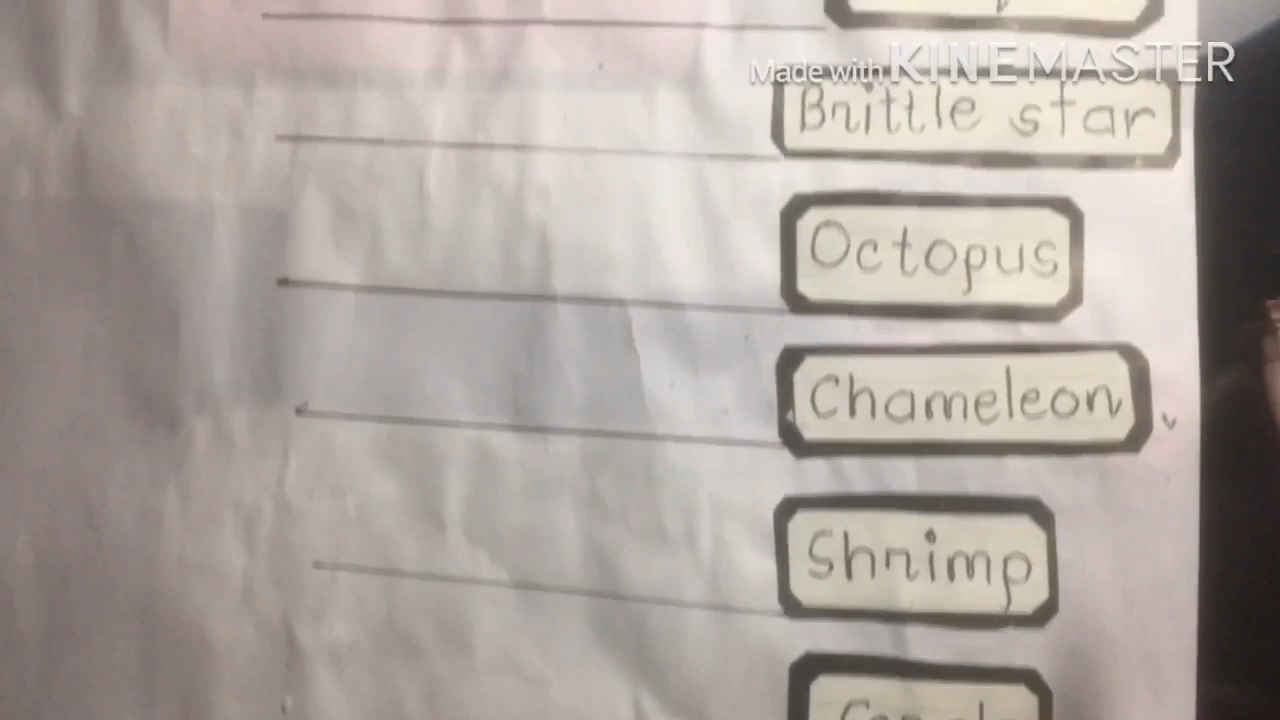 Made with KINEMASTER
Brittle star
Octopus
Chameleon
Shrimp